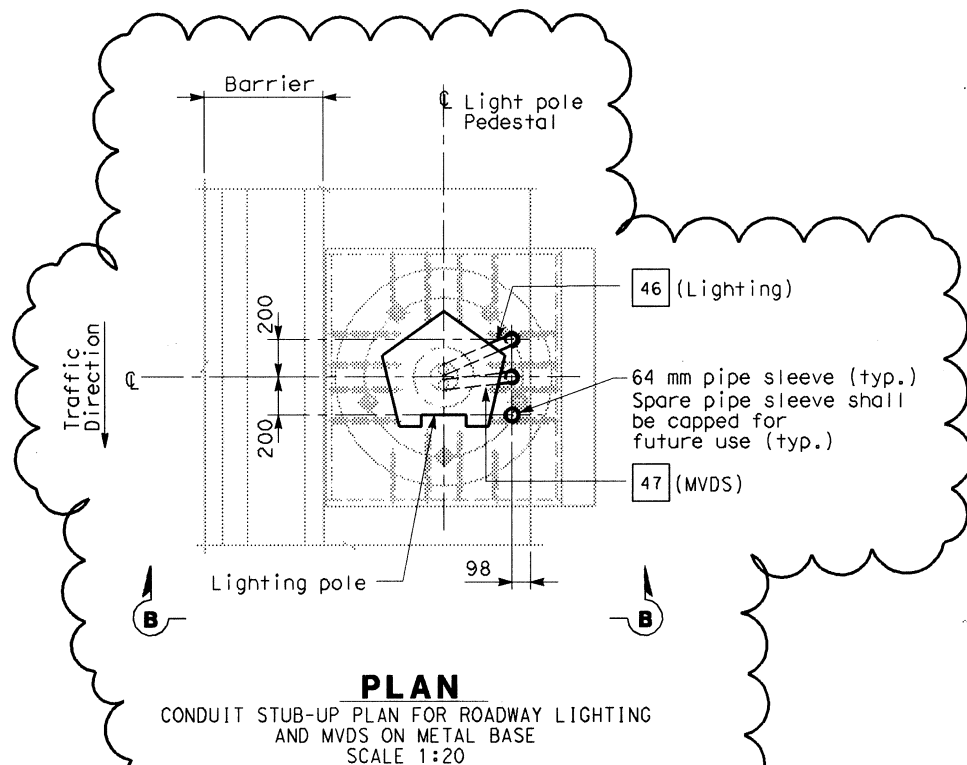 Barrier
℄ Light pole
Pedestal
46 (Lighting)
200
Traffic
Direction
℄
200
64 mm pipe sleeve (typ.)
Spare pipe sleeve shall
be capped for
future use (typ.)
47 (MVDS)
98
Lighting pole
B
B
PLAN
CONDUIT STUB-UP PLAN FOR ROADWAY LIGHTING
AND MVDS ON METAL BASE
SCALE 1:20